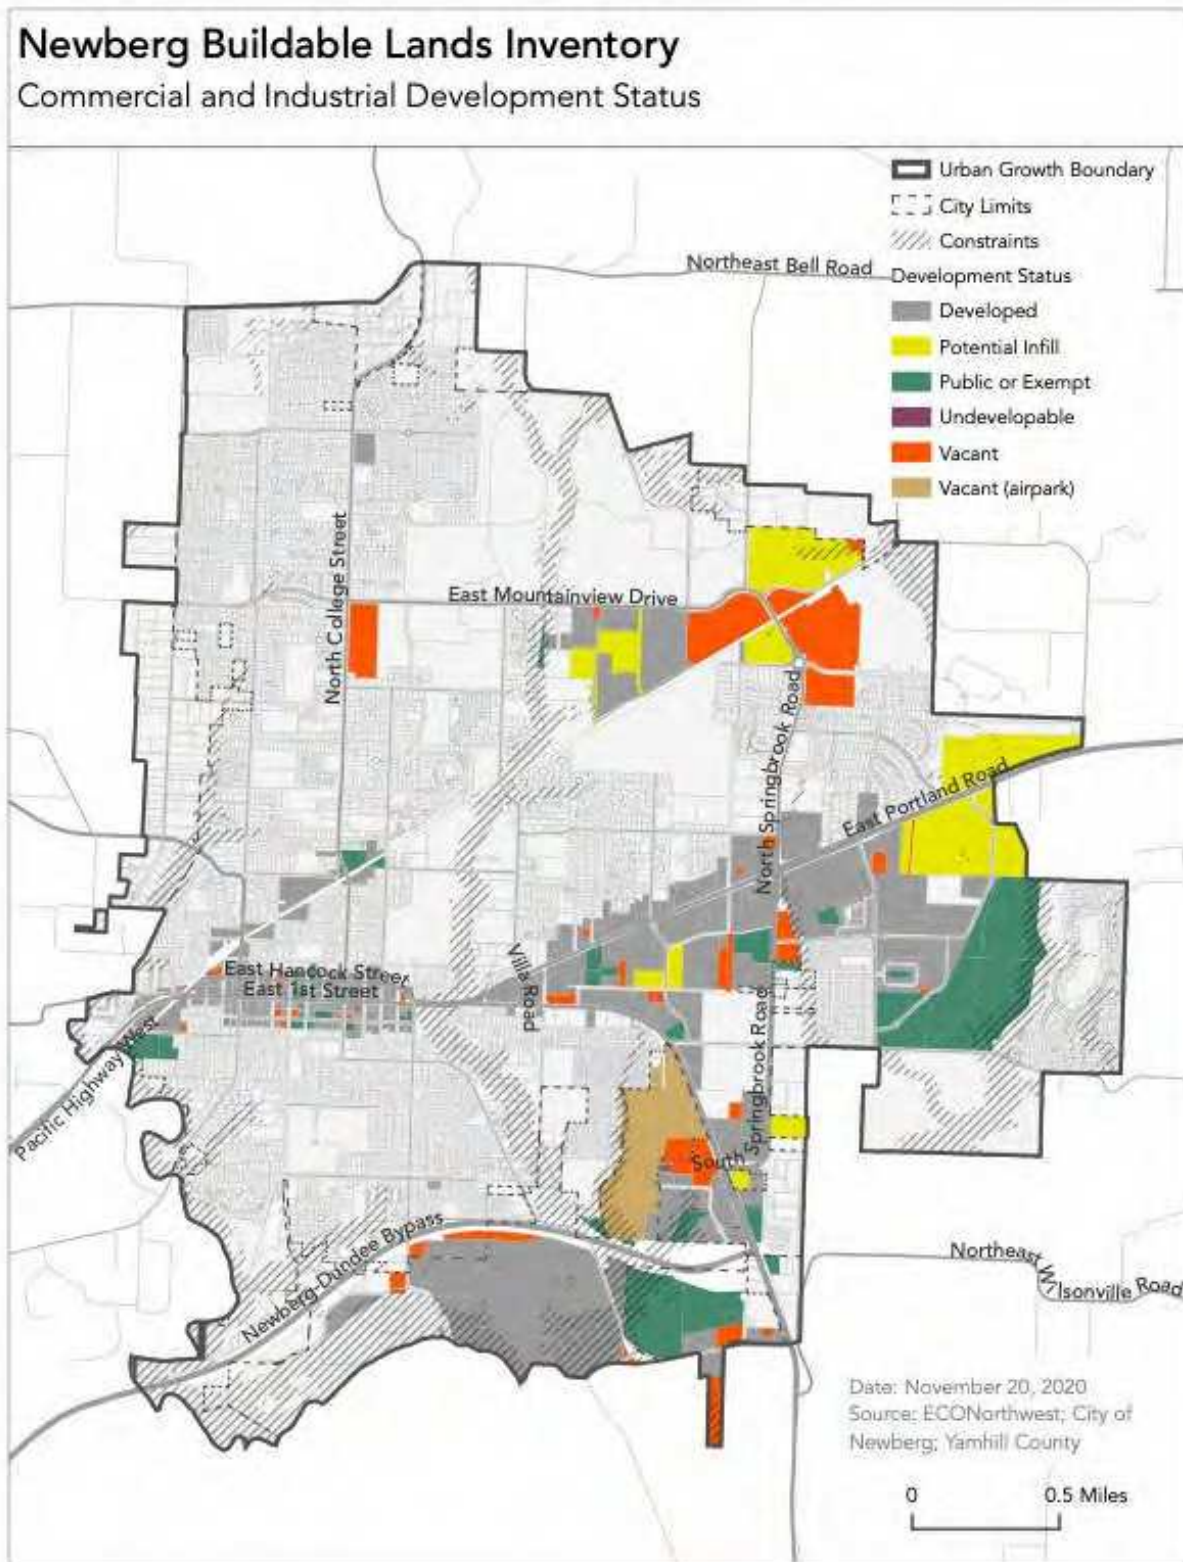 Newberg Buildable Lands Inventory
Commercial and Industrial Development Status
Urban Growth Boundary
City Limits
Constraints
Development Status
Developed
Potential Infill
Public or Exempt
Undevelopable
Vacant
Vacant (airpark)
Northeast Bell Road
North College Street
East Mountainview Drive
North Springbrook Road
East Portland Road
East Hancock Street
East 1st Street
Villa Road
Pacific Highway West
South Springbrook Road
South
Newberg-Dundee Bypass
Northeast Wilsonville Road
Date: November 20, 2020
Source: ECONorthwest; City of
Newberg; Yamhill County
0 0.5 Miles